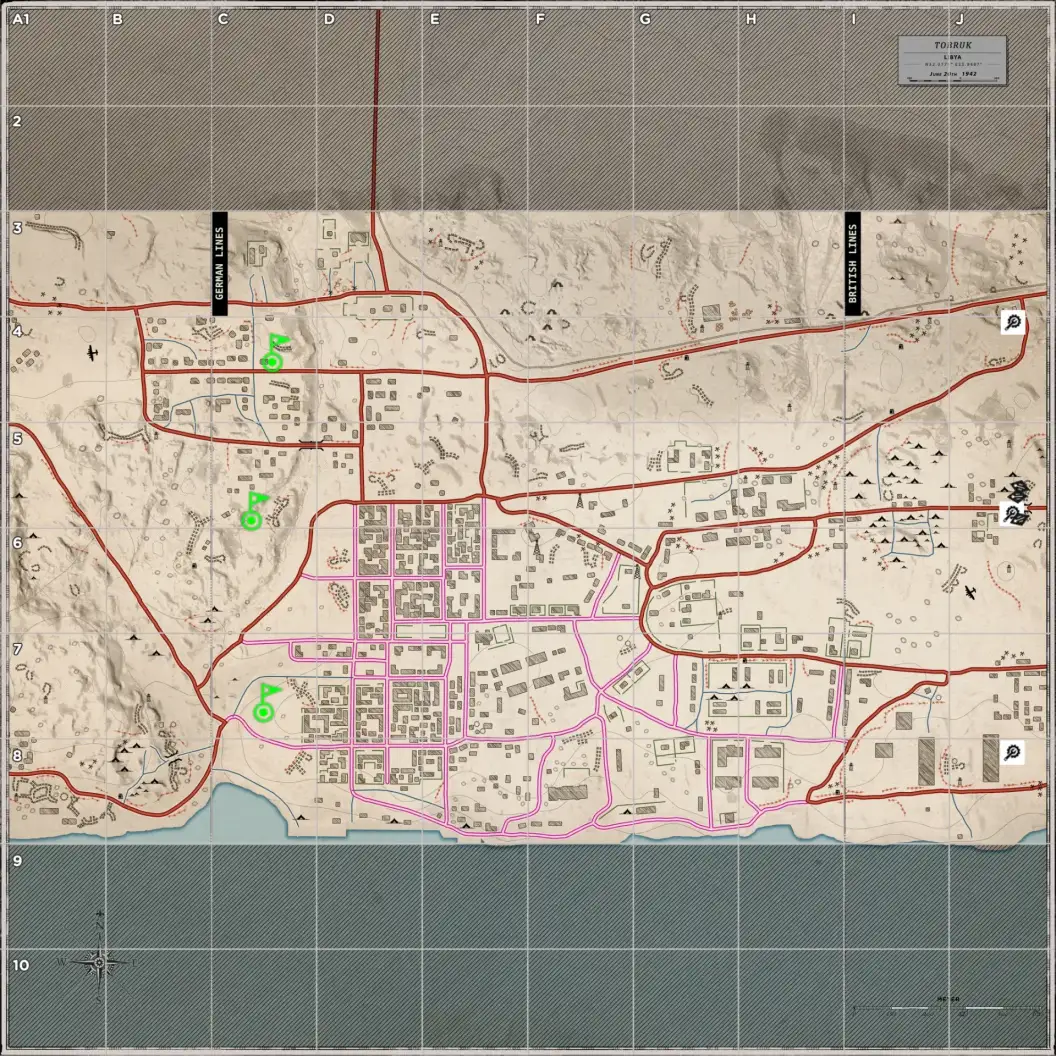 A1 B C D E F G H I J
TOBRUK
LIBYA
JUNE 20TH 1942
2
3
GERMAN LINES
BRITISH LINES
4
5
6
7
8
9
10
N
W
S
METER